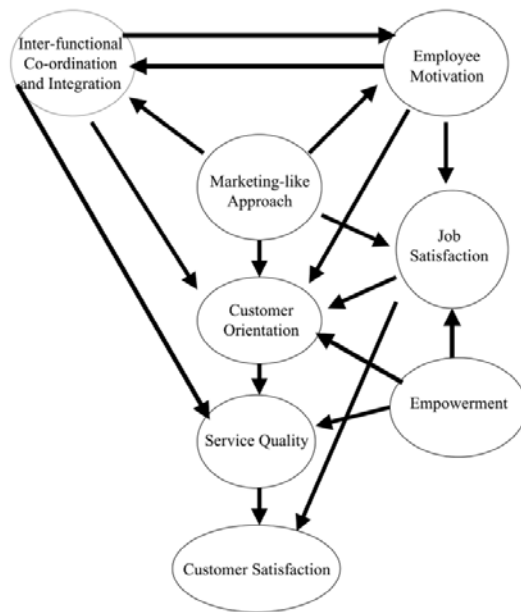 Inter-functional
Co-ordination
and Integration
Employee
Motivation
Marketing-like
Approach
Job
Satisfaction
Customer
Orientation
Empowerment
Service Quality
Customer Satisfaction